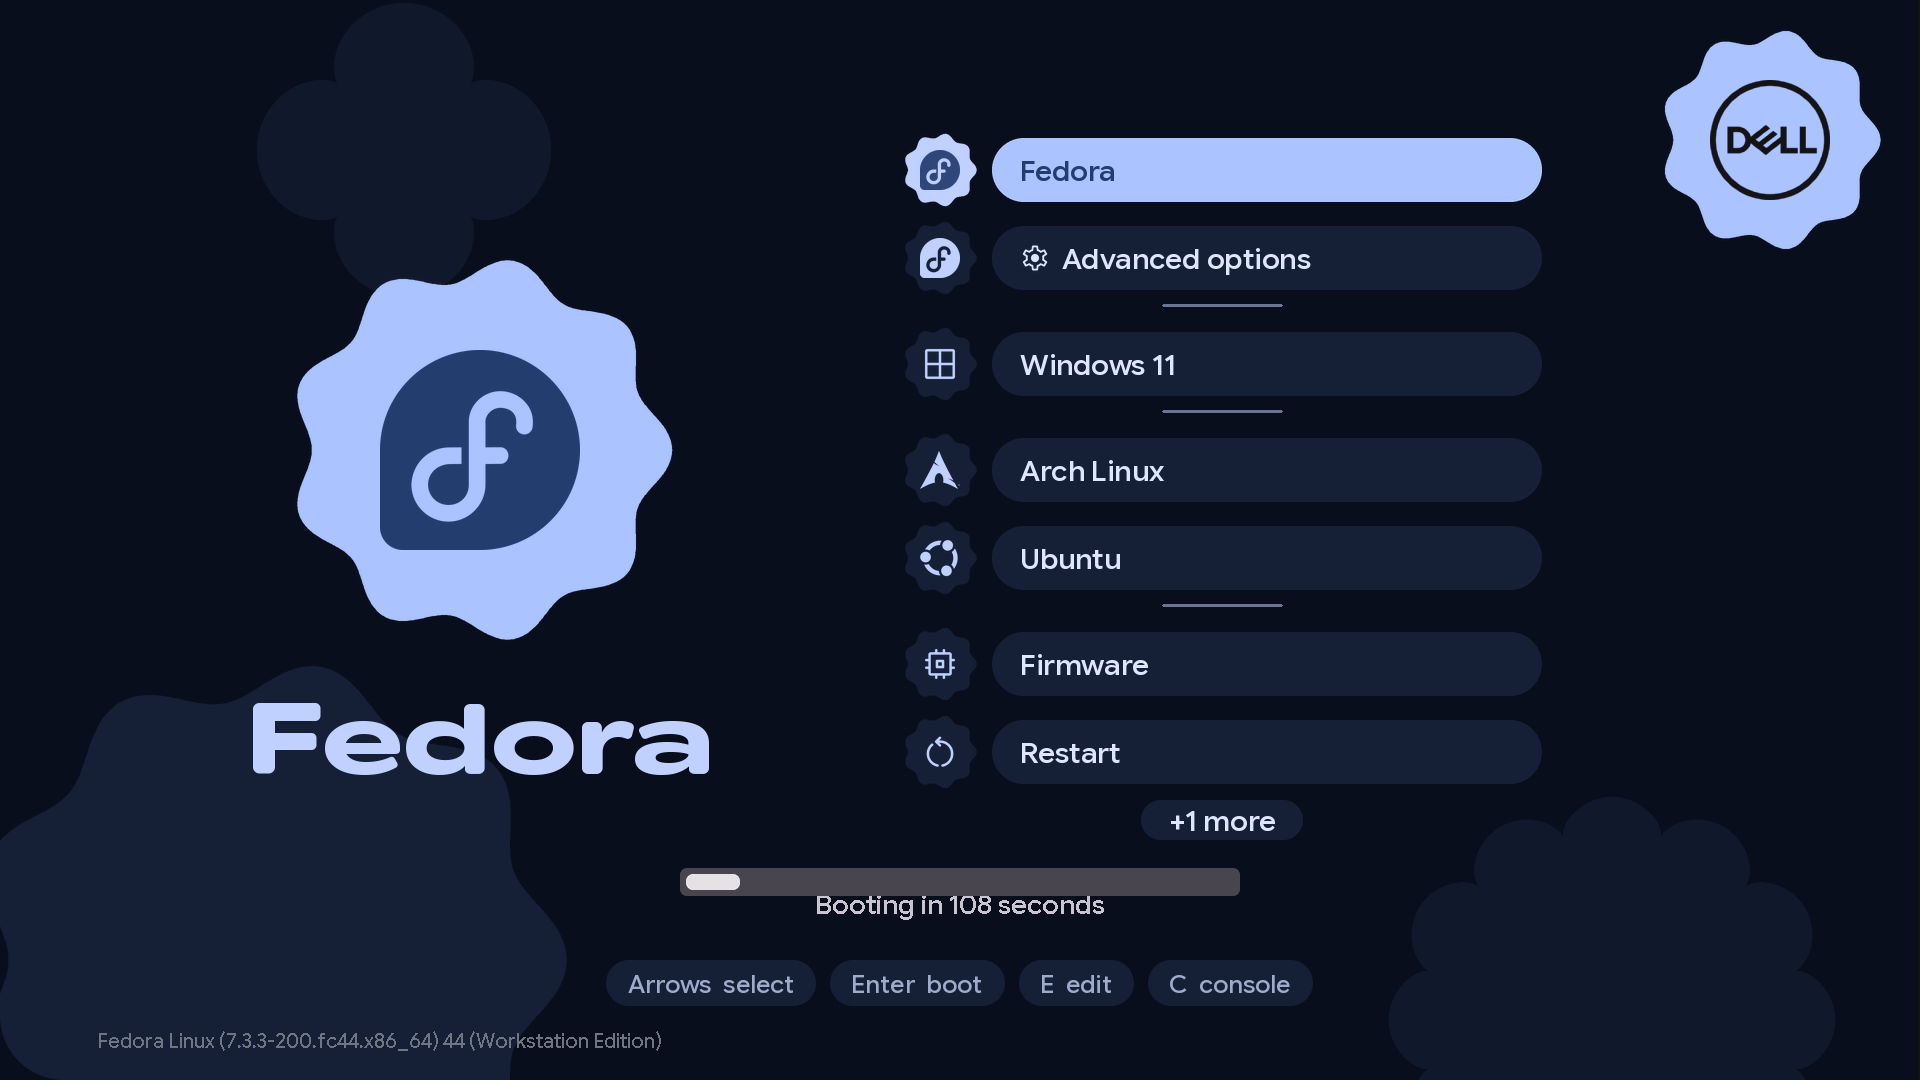 DELL
Fedora
Advanced options
Windows 11
Arch Linux
Ubuntu
Firmware
Restart
+1 more
Fedora
Booting in 108 seconds
Arrows select
Enter boot
E edit
C console
Fedora Linux (7.3.3-200.fc44.x86_64) 44 (Workstation Edition)